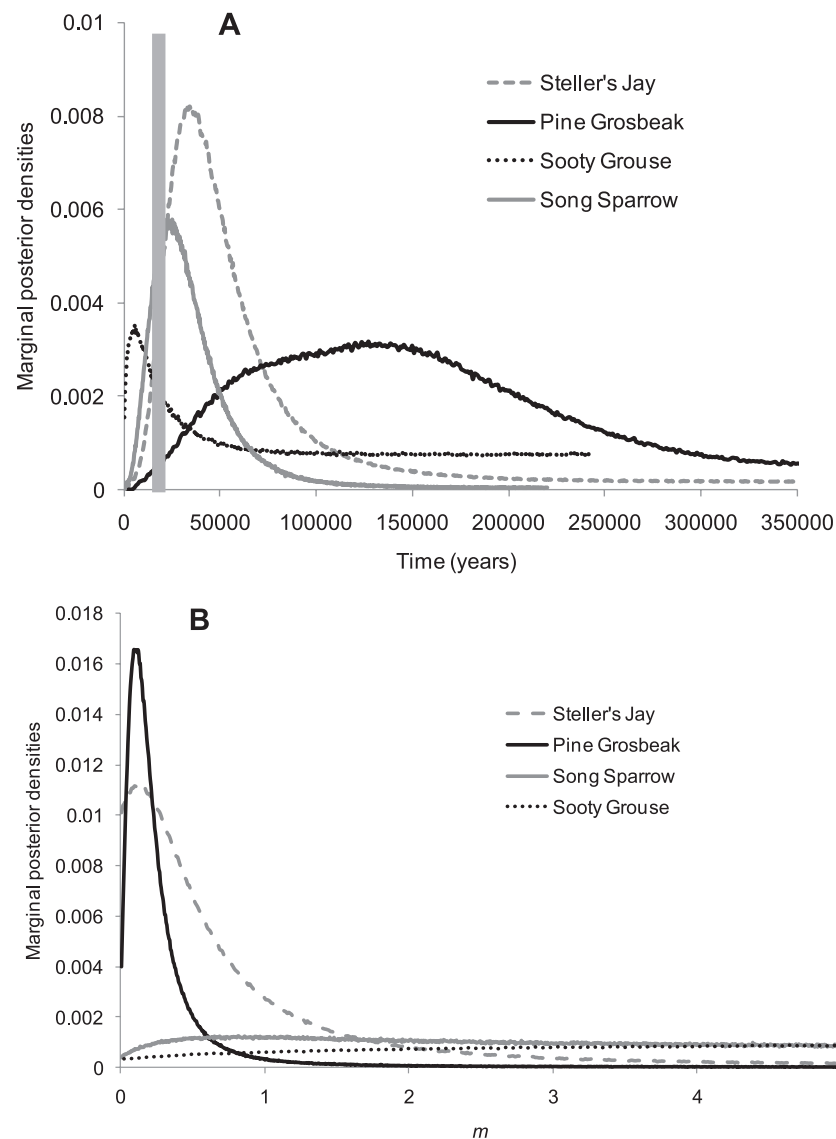 A
0.01
0.008
0.006
0.004
0.002
0
Marginal posterior densities
Steller's Jay
Pine Grosbeak
Sooty Grouse
Song Sparrow
0 50000 100000 150000 200000 250000 300000 350000
Time (years)
B
0.018
0.016
0.014
0.012
0.01
0.008
0.006
0.004
0.002
0
Marginal posterior densities
Steller's Jay
Pine Grosbeak
Song Sparrow
Sooty Grouse
0 1 2 3 4
m